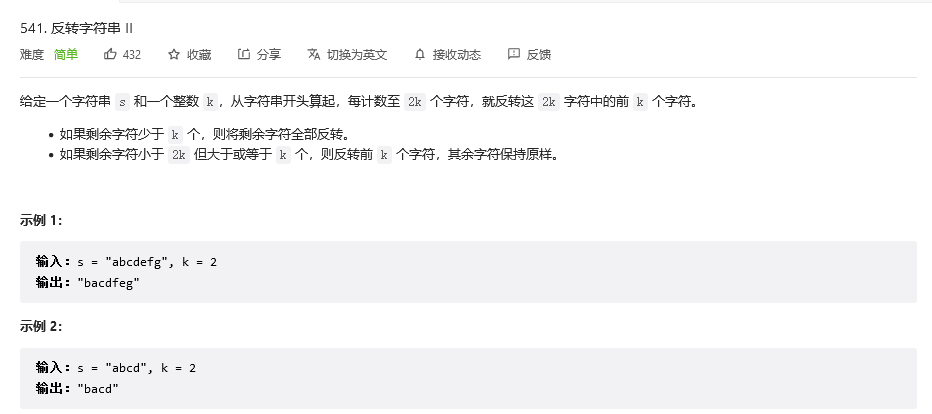 541. 反转字符串 II
难度 简单 432 收藏 分享 切换为英文 接收动态 反馈
给定一个字符串 s 和一个整数 k，从字符串开头算起，每计数至 2k 个字符，就反转这 2k 字符中的前 k 个字符。
如果剩余字符少于 k 个，则将剩余字符全部反转。
如果剩余字符小于 2k 但大于或等于 k 个，则反转前 k 个字符，其余字符保持原样。
示例 1：
输入：s = "abcdefg", k = 2
输出："bacdfeg"
示例 2：
输入：s = "abcd", k = 2
输出："bacd"